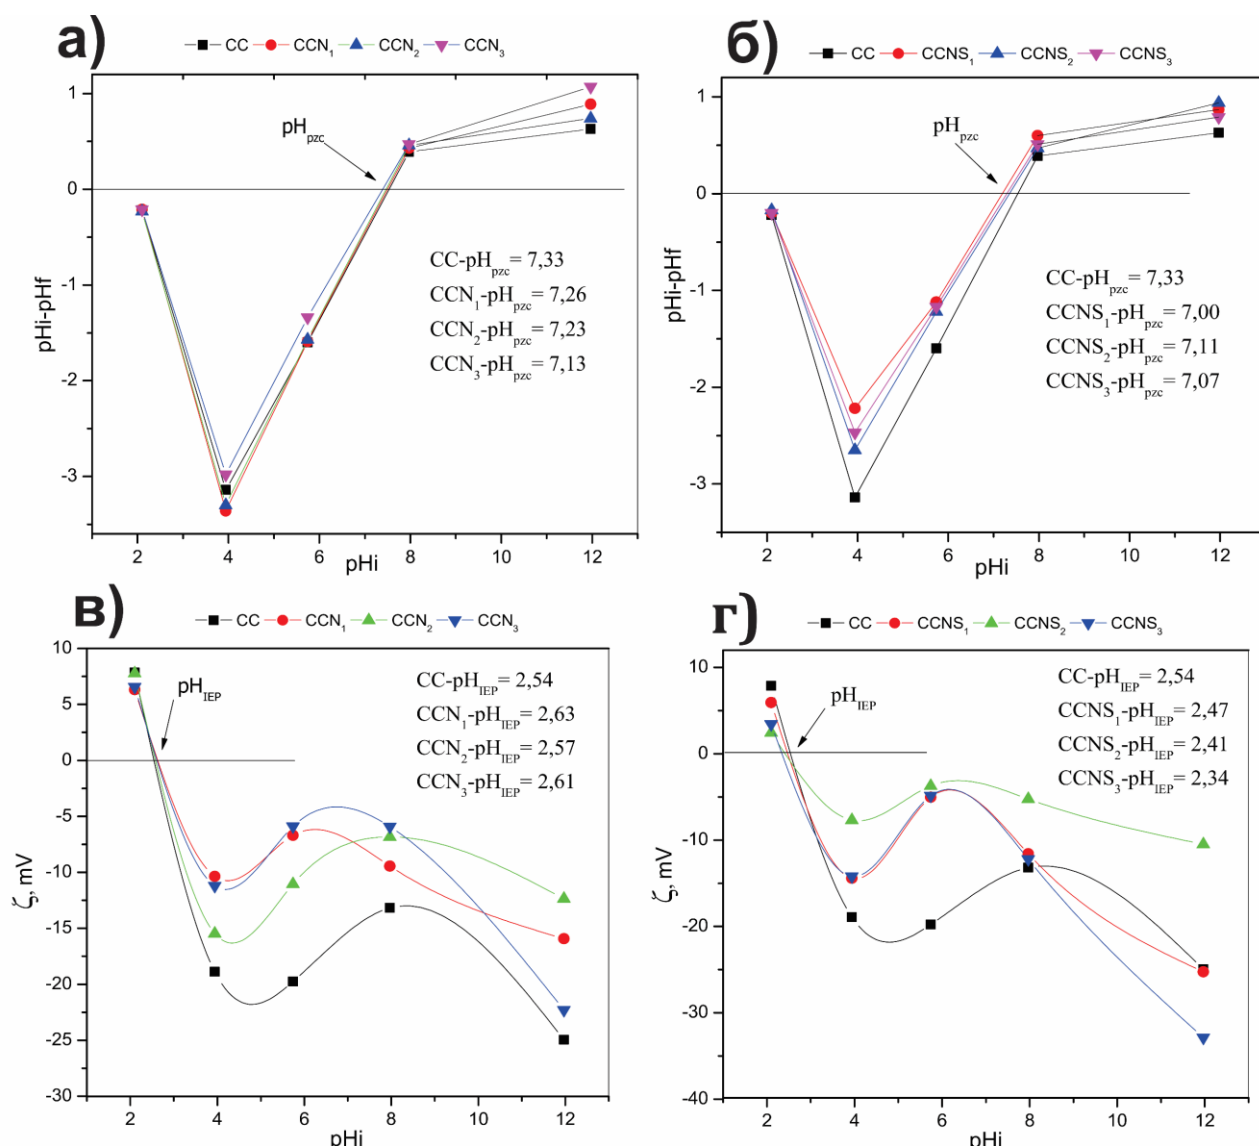 а)
CC CCN1 CCN2 CCN3
1
0
-1
-2
-3
pHi-pHf
pHpzc
CC-pHpzc= 7,33
CCN1-pHpzc= 7,26
CCN2-pHpzc= 7,23
CCN3-pHpzc= 7,13
2 4 6 8 10 12
pHi
б)
CC CCNS1 CCNS2 CCNS3
1
0
-1
-2
-3
pHi-pHf
pHpzc
CC-pHpzc= 7,33
CCNS1-pHpzc= 7,00
CCNS2-pHpzc= 7,11
CCNS3-pHpzc= 7,07
2 4 6 8 10 12
pHi
в)
CC CCN1 CCN2 CCN3
10
5
0
-5
-10
-15
-20
-25
-30
ζ, mV
pHIEP
CC-pHIEP= 2,54
CCN1-pHIEP= 2,63
CCN2-pHIEP= 2,57
CCN3-pHIEP= 2,61
2 4 6 8 10 12
pHi
г)
CC CCNS1 CCNS2 CCNS3
10
0
-10
-20
-30
-40
ζ, mV
pHIEP
CC-pHIEP= 2,54
CCNS1-pHIEP= 2,47
CCNS2-pHIEP= 2,41
CCNS3-pHIEP= 2,34
2 4 6 8 10 12
pHi